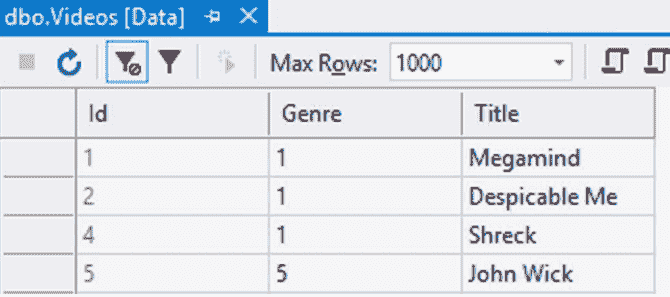 dbo.Videos [Data]
Max Rows: 1000
Id Genre Title
1 1 Megamind
2 1 Despicable Me
4 1 Shreck
5 5 John Wick